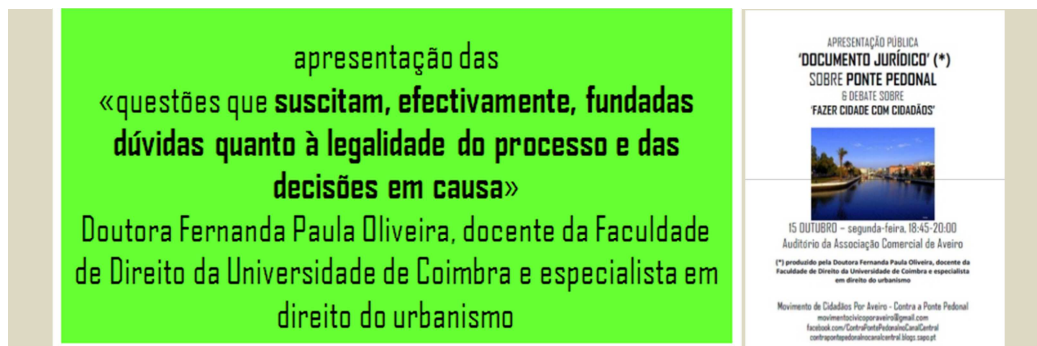 apresentação das
«questões que suscitam, efectivamente, fundadas
dúvidas quanto à legalidade do processo e das
decisões em causa»
Doutora Fernanda Paula Oliveira, docente da Faculdade
de Direito da Universidade de Coimbra e especialista em
direito do urbanismo
APRESENTAÇÃO PÚBLICA
'DOCUMENTO JURÍDICO' (*)
SOBRE PONTE PEDONAL
& DEBATE SOBRE
'FAZER CIDADE COM CIDADÃOS'
15 OUTUBRO – segunda-feira, 18:45-20:00
Auditório da Associação Comercial de Aveiro
(*) produzido pela Doutora Fernanda Paula Oliveira, docente da
Faculdade de Direito da Universidade de Coimbra e especialista
em direito do urbanismo
Movimento de Cidadãos Por Aveiro - Contra a Ponte Pedonal
movimentocivicoporaveiro@gmail.com
facebook.com/ContraPontePedonalnoCanalCentral
contrapontepedonalnocanalcentral.blogs.sapo.pt